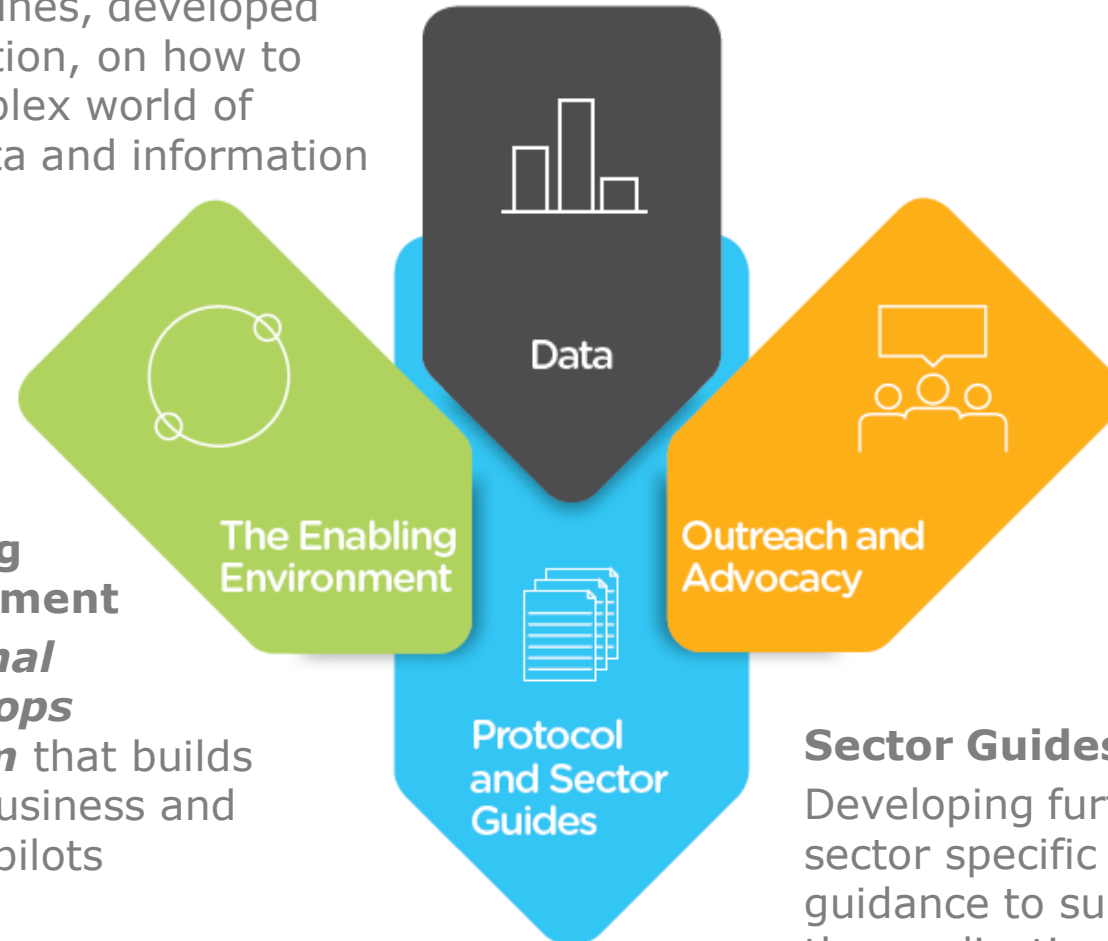 ines, developed
tion, on how to
plex world of
ta and information
Data
The Enabling
Environment
Outreach and
Advocacy
Protocol
and Sector
Guides
g
ment
nal
ops
m that builds
usiness and
pilots
Sector Guides
Developing fur
sector specific
guidance to su